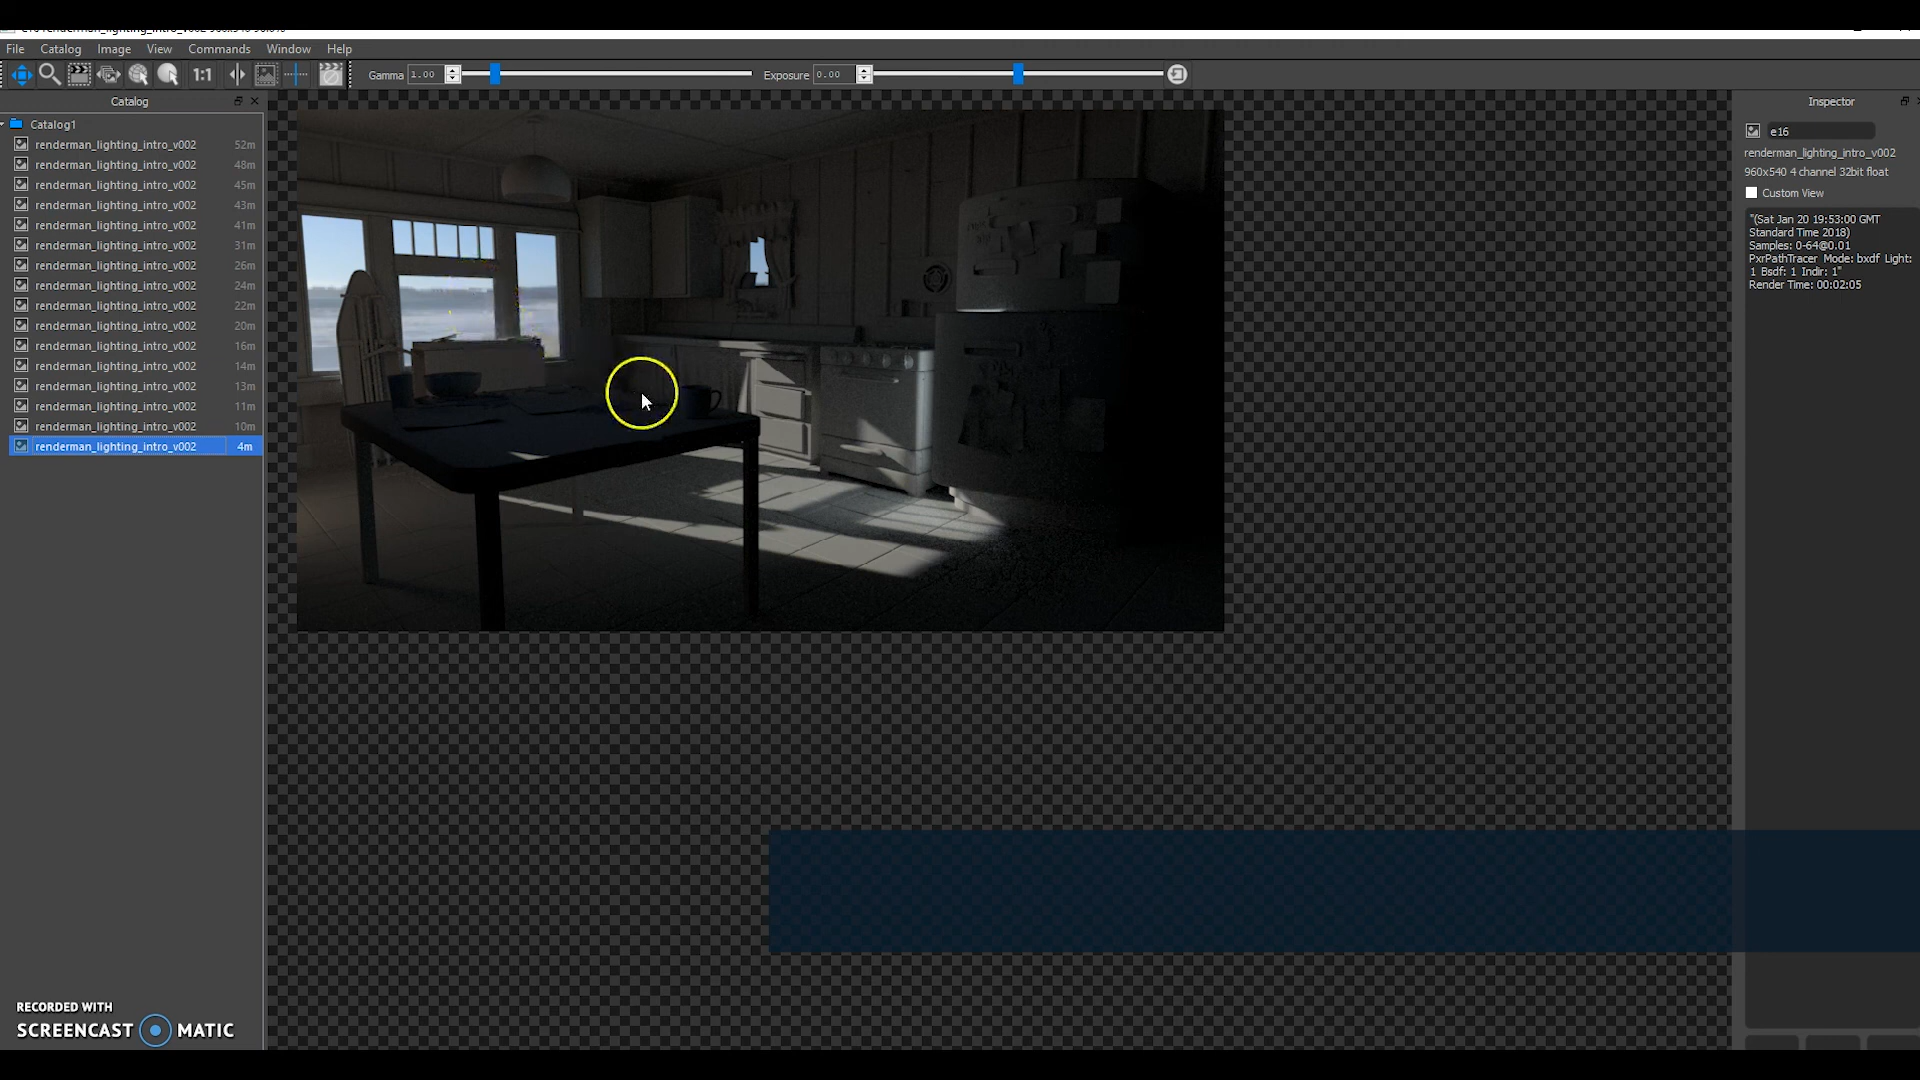 File Catalog Image View Commands Window Help
1:1 Gamma 1.00 Exposure 0.00
Catalog
Catalog1
renderman_lighting_intro_v002 52m
renderman_lighting_intro_v002 48m
renderman_lighting_intro_v002 45m
renderman_lighting_intro_v002 43m
renderman_lighting_intro_v002 41m
renderman_lighting_intro_v002 31m
renderman_lighting_intro_v002 26m
renderman_lighting_intro_v002 24m
renderman_lighting_intro_v002 22m
renderman_lighting_intro_v002 20m
renderman_lighting_intro_v002 16m
renderman_lighting_intro_v002 14m
renderman_lighting_intro_v002 13m
renderman_lighting_intro_v002 11m
renderman_lighting_intro_v002 10m
renderman_lighting_intro_v002 4m
Inspector
e16
renderman_lighting_intro_v002
960x540 4 channel 32bit float
Custom View
"(Sat Jan 20 19:53:00 GMT
Standard Time 2018)
Samples: 0-64@0.01
PxrPathTracer Mode: bxdf Light:
1 Bsdf: 1 Indir: 1"
Render Time: 00:02:05
RECORDED WITH
SCREENCAST MATIC